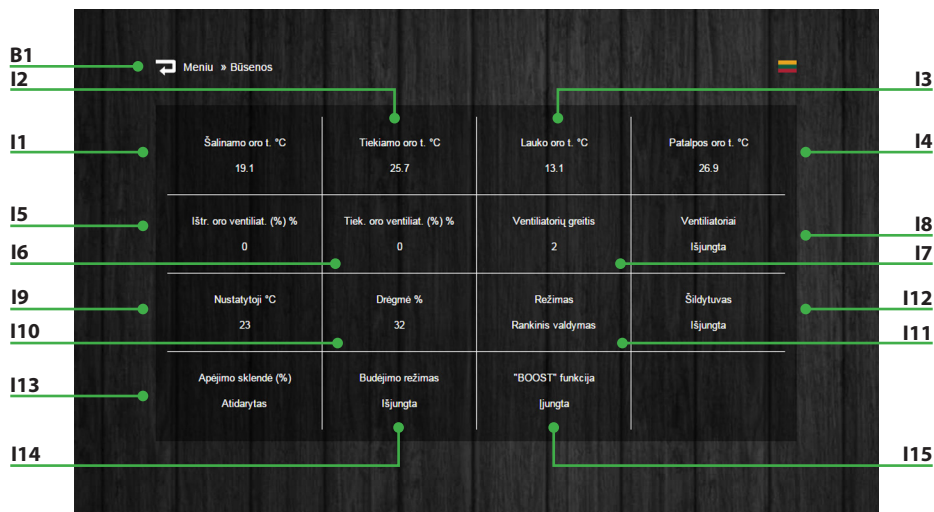 B1
I2
Meniu » Būsenos
I3
I1
Šalinamo oro t. °C
Tiekiamo oro t. °C
Lauko oro t. °C
Patalpos oro t. °C
I4
19.1
25.7
13.1
26.9
I5
Ištr. oro ventiliat. (%) %
Tiek. oro ventiliat. (%) %
Ventiliatorių greitis
Ventiliatoriai
I8
0
0
2
Išjungta
I6
I7
I9
Nustatytoji °C
Drėgmė %
Režimas
Šildytuvas
I12
23
32
Rankinis valdymas
Išjungta
I10
I11
I13
Apėjimo sklendė (%)
Budėjimo režimas
"BOOST" funkcija
Atidarytas
Išjungta
Įjungta
I14
I15